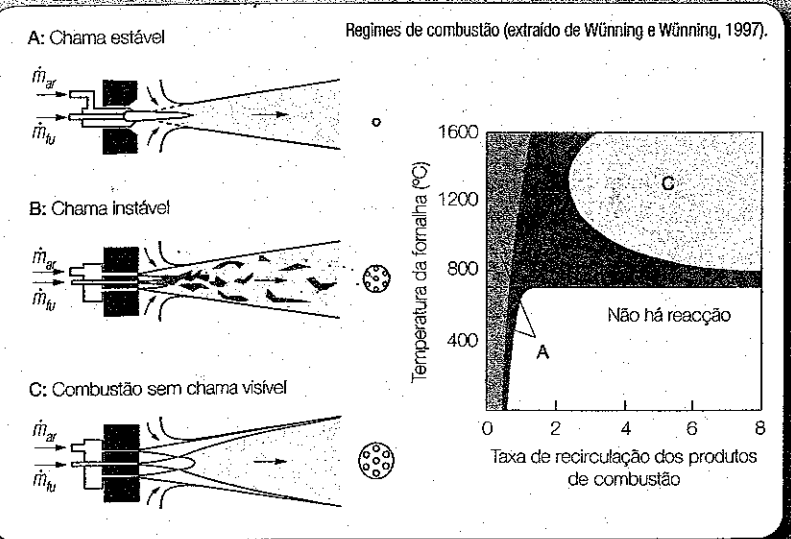 Regimes de combustão (extraído de Wünning e Wünning, 1997).
A: Chama estável
ṁar
ṁfu
B: Chama instável
ṁar
ṁfu
C: Combustão sem chama visível
ṁar
ṁfu
Temperatura da fornalha (ºC)
1600
1200
800
400
C
Não há reacção
A
0 2 4 6 8
Taxa de recirculação dos produtos
de combustão